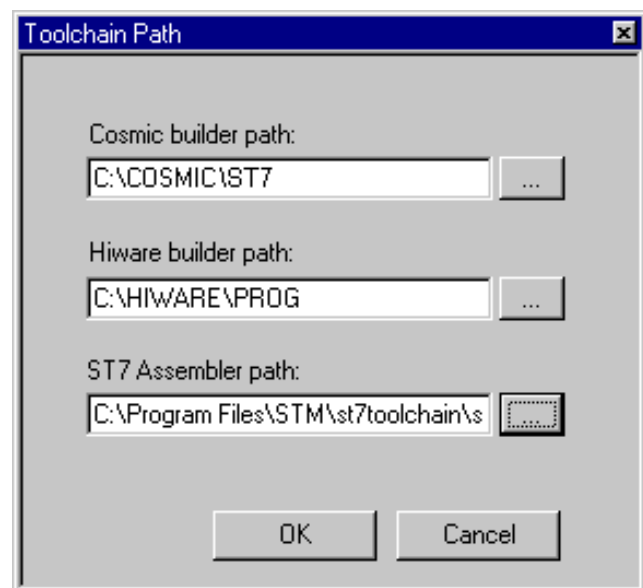 Toolchain Path
Cosmic builder path:
C:\COSMIC\ST7
...
Hiware builder path:
C:\HIWARE\PROG
...
ST7 Assembler path:
C:\Program Files\STM\st7toolchain\s
...
OK
Cancel